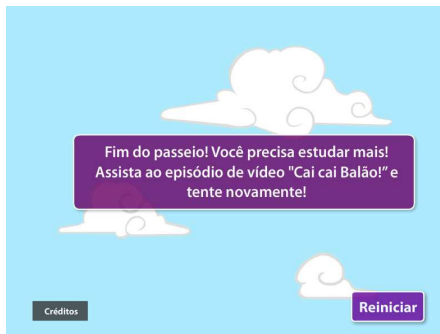 Fim do passeio! Você precisa estudar mais!
Assista ao episódio de vídeo "Cai cai Balão!” e
tente novamente!
Créditos
Reiniciar